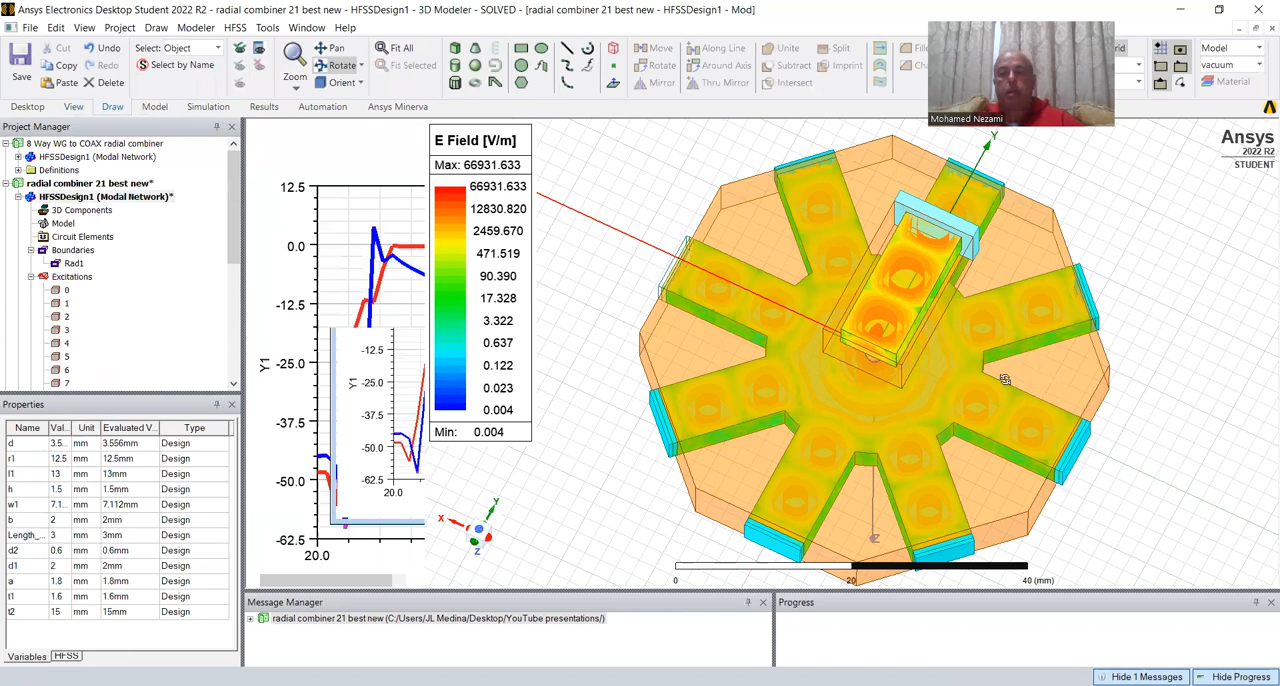 Ansys Electronics Desktop Student 2022 R2 - radial combiner 21 best new - HFSSDesign1 - 3D Modeler - SOLVED - [radial combiner 21 best new - HFSSDesign1 - Mod]
File Edit View Project Draw Modeler HFSS Tools Window Help
Save
Cut
Copy
Paste
Undo
Redo
Delete
Select: Object
Select by Name
Zoom
Pan
Rotate
Orient
Fit All
Fit Selected
Move
Rotate
Mirror
Along Line
Around Axis
Thru Mirror
Unite
Subtract
Intersect
Split
Imprint
Model
vacuum
Material
Desktop View Draw Model Simulation Results Automation Ansys Minerva
Mohamed Nezami
Project Manager
8 Way WG to COAX radial combiner
HFSSDesign1 (Modal Network)
Definitions
radial combiner 21 best new*
HFSSDesign1 (Modal Network)*
3D Components
Model
Circuit Elements
Boundaries
Rad1
Excitations
0
1
2
3
4
5
6
7
Properties
Name Val... Unit Evaluated V... Type
d 3.5... mm 3.556mm Design
r1 12.5 mm 12.5mm Design
l1 13 mm 13mm Design
h 1.5 mm 1.5mm Design
w1 7.1... mm 7.112mm Design
b 2 mm 2mm Design
Length_... 3 mm 3mm Design
d2 0.6 mm 0.6mm Design
d1 2 mm 2mm Design
a 1.8 mm 1.8mm Design
t1 1.6 mm 1.6mm Design
t2 15 mm 15mm Design
Variables HFSS
12.5
0.0
-12.5
-25.0
-37.5
-50.0
-62.5
Y1
20.0
-12.5
-25.0
-37.5
-50.0
-62.5
Y1
20.0
E Field [V/m]
Max: 66931.633
66931.633
12830.820
2459.670
471.519
90.390
17.328
3.322
0.637
0.122
0.023
0.004
Min: 0.004
Y
X
Z
Y
Z
Ansys
2022 R2
STUDENT
0 20 40 (mm)
Message Manager
radial combiner 21 best new (C:/Users/JL Medina/Desktop/YouTube presentations/)
Progress
Hide 1 Messages
Hide Progress